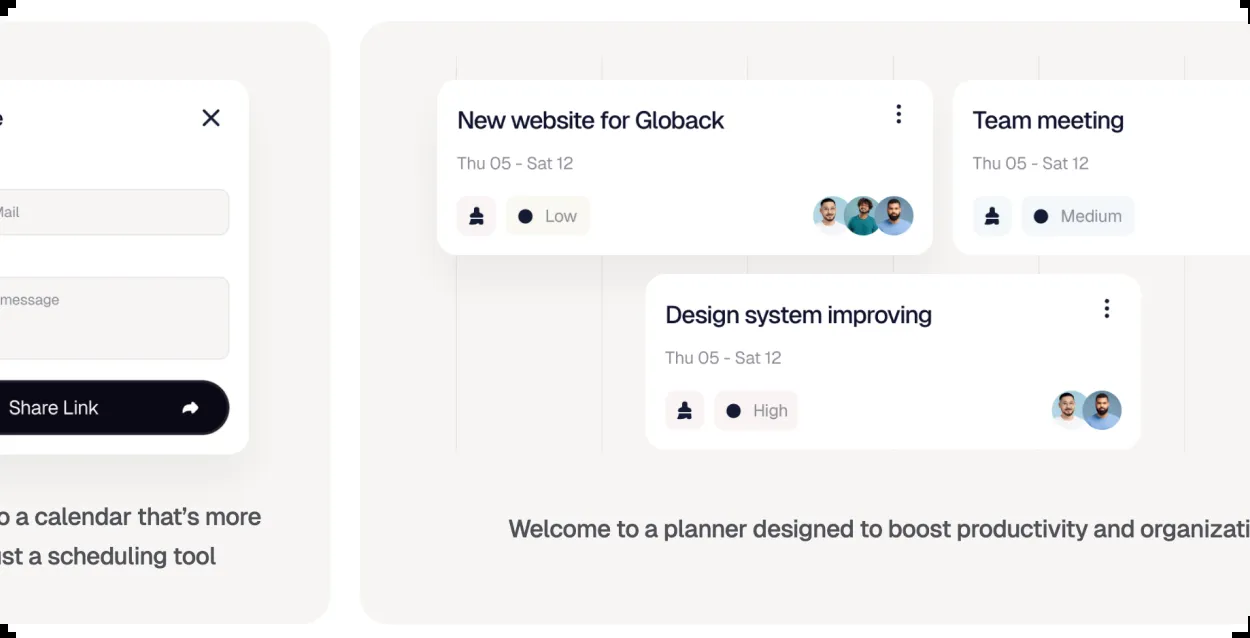 Mail
message
Share Link
a calendar that's more
a scheduling tool
New website for Globack
Thu 05 - Sat 12
Low
Team meeting
Thu 05 - Sat 12
Medium
Design system improving
Thu 05 - Sat 12
High
Welcome to a planner designed to boost productivity and